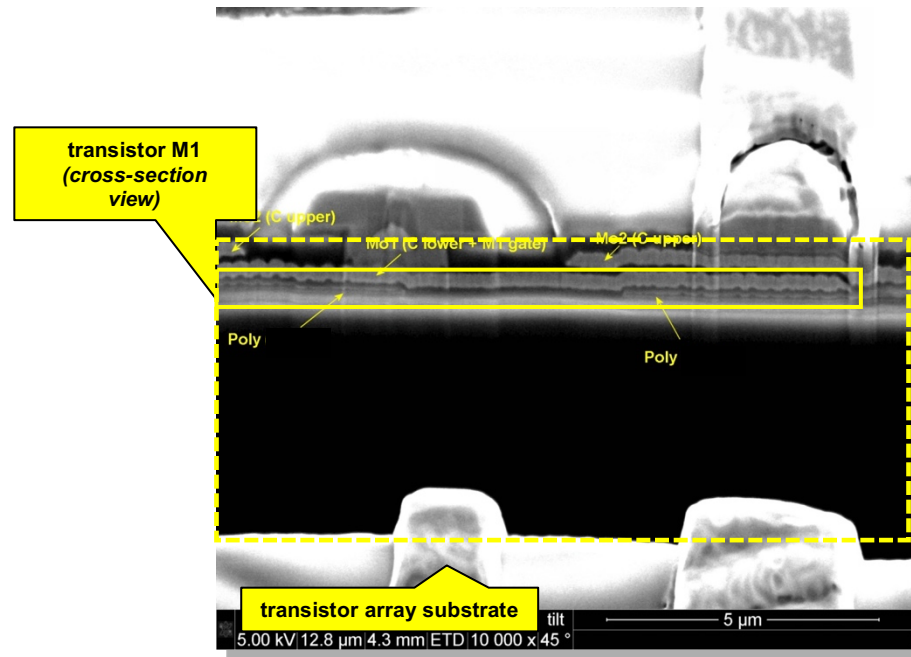 transistor M1
(cross-section
view)
(C upper)
Mo1 (C lower + M1 gate)
Mo2 (C upper)
Poly
Poly
transistor array substrate
tilt
5 µm
5.00 kV 12.8 µm 4.3 mm ETD 10 000 x 45 °